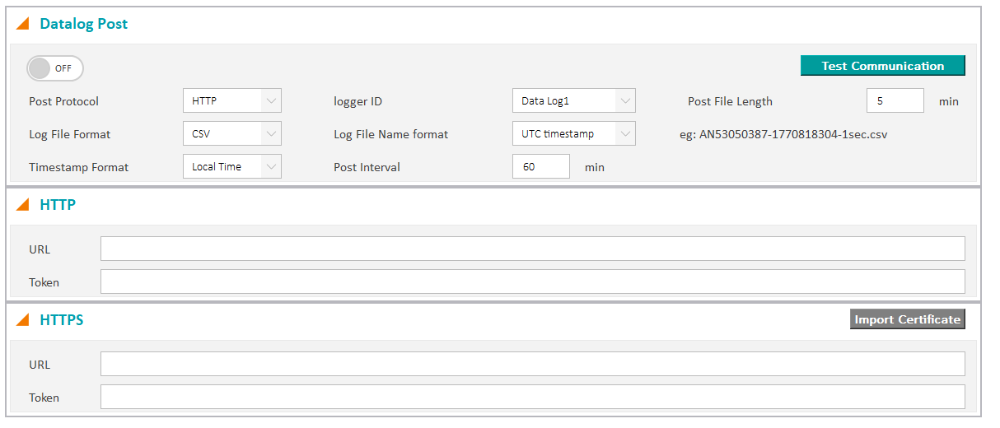 Datalog Post
OFF
Test Communication
Post Protocol HTTP logger ID Data Log1 Post File Length 5 min
Log File Format CSV Log File Name format UTC timestamp eg: AN53050387-1770818304-1sec.csv
Timestamp Format Local Time Post Interval 60 min
HTTP
URL
Token
HTTPS
Import Certificate
URL
Token